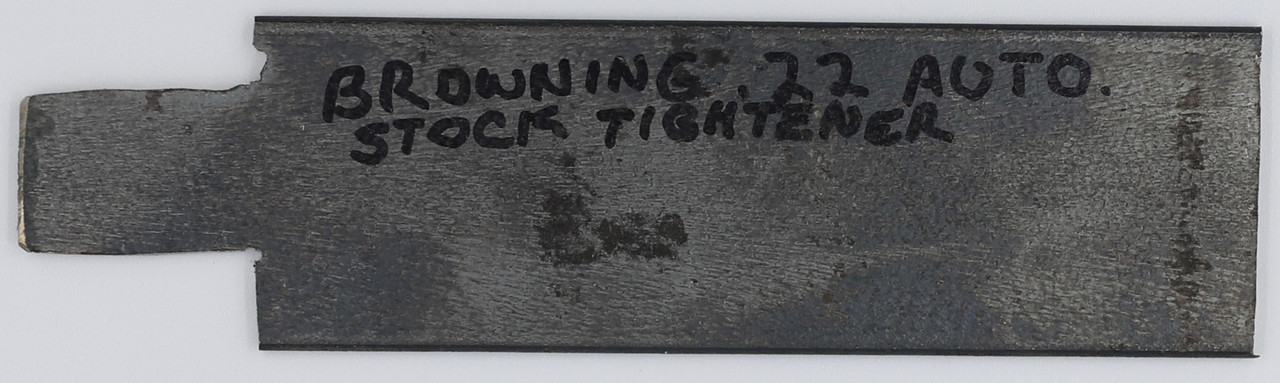 BROWNING .22 AUTO.
STOCK TIGHTENER